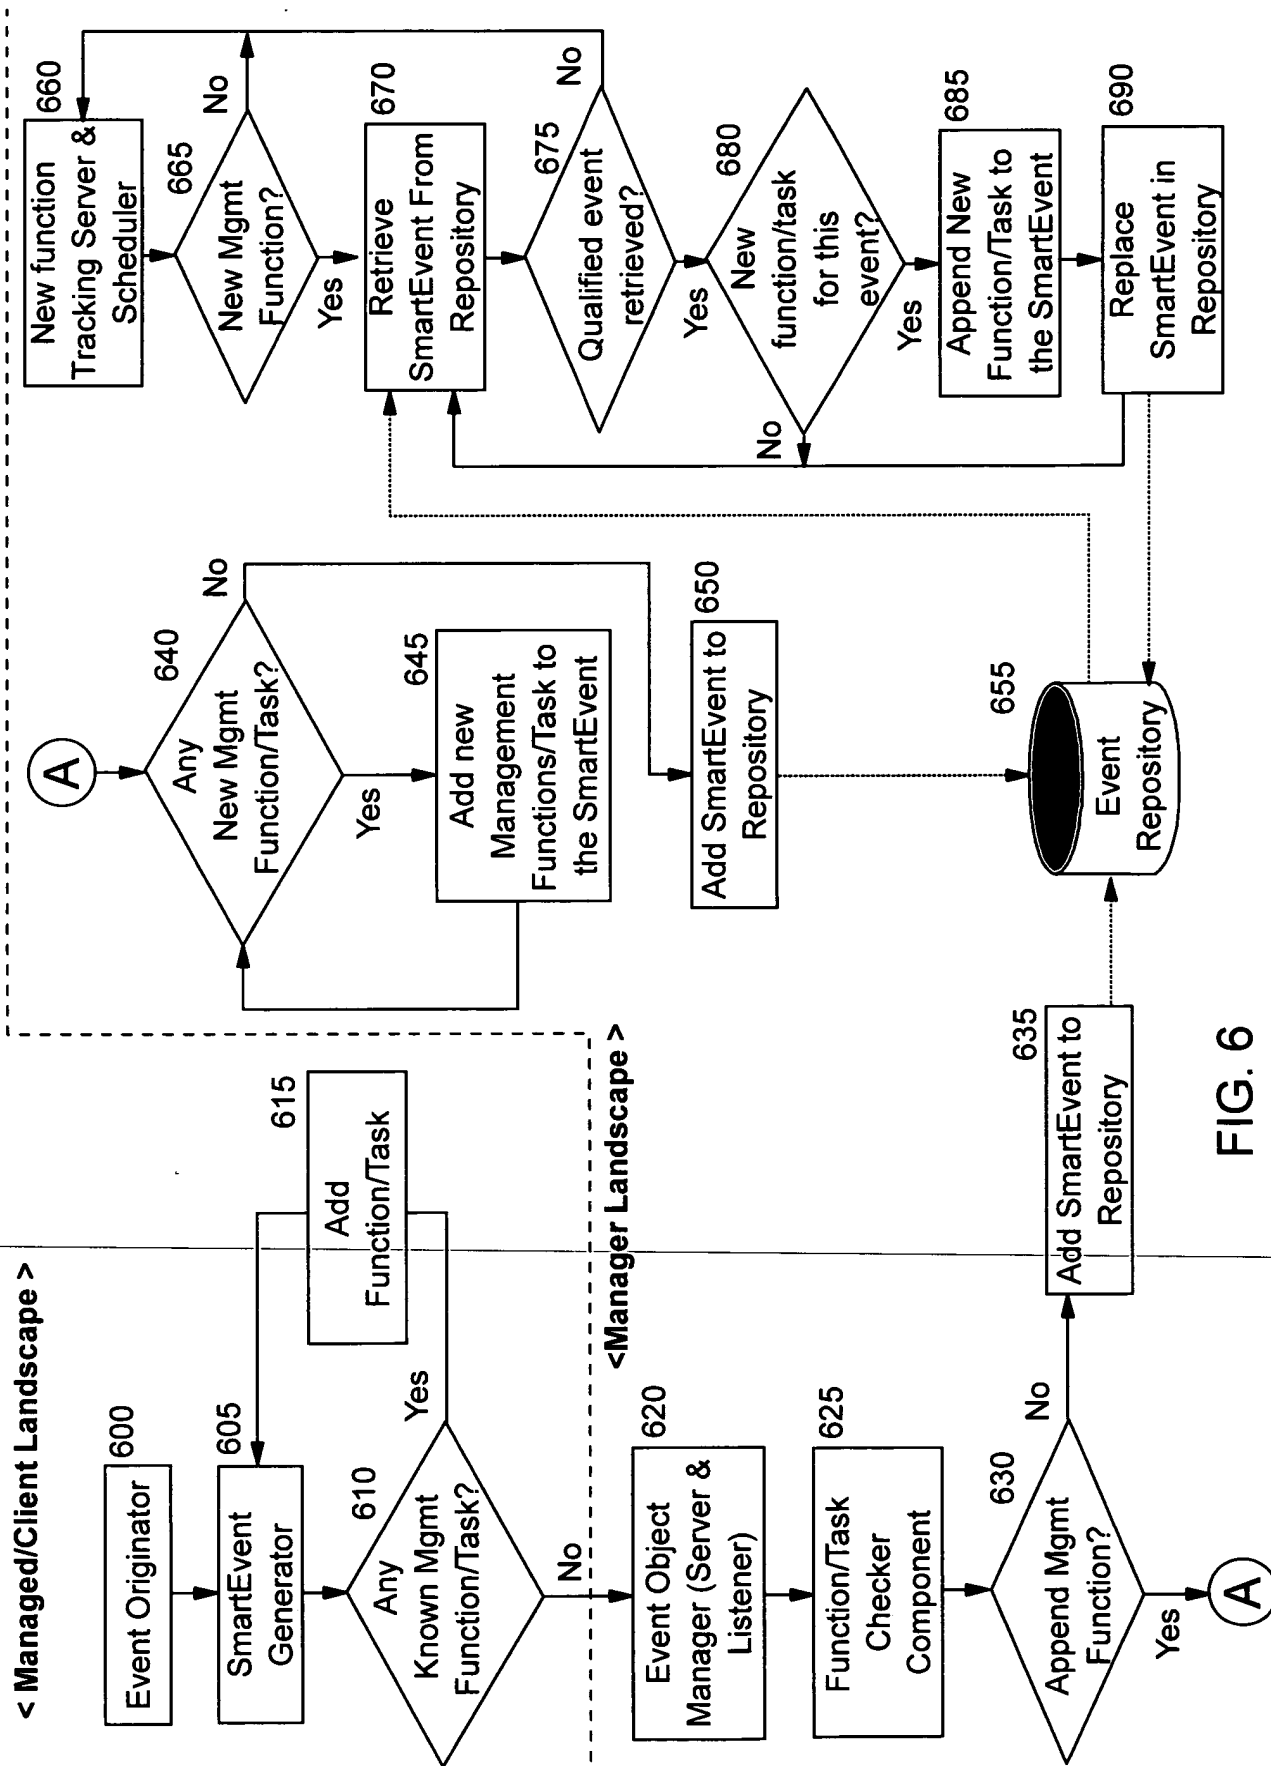 < Managed/Client Landscape >
600
Event Originator
605
SmartEvent
Generator
610
Any
Known Mgmt
Function/Task?
Yes
No
615
Add
Function/Task
<Manager Landscape >
620
Event Object
Manager (Server &
Listener)
625
Function/Task
Checker
Component
630
Append Mgmt
Function?
No
Yes
A
635
Add SmartEvent to
Repository
A
640
Any
New Mgmt
Function/Task?
No
Yes
645
Add new
Management
Functions/Task to
the SmartEvent
650
Add SmartEvent to
Repository
655
Event
Repository
660
New function
Tracking Server &
Scheduler
665
New Mgmt
Function?
No
Yes
670
Retrieve
SmartEvent From
Repository
675
Qualified event
retrieved?
No
Yes
680
New
function/task
for this
event?
No
Yes
685
Append New
Function/Task to
the SmartEvent
690
Replace
SmartEvent in
Repository
FIG. 6